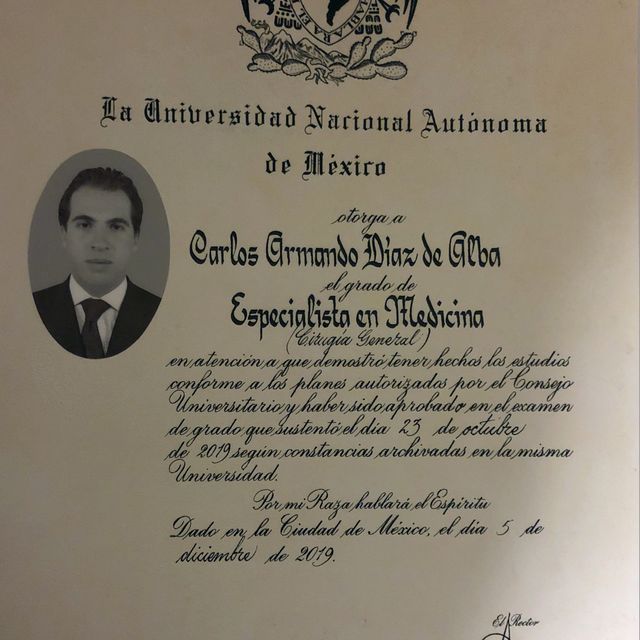 HABLARA EL
La Universidad Nacional Autónoma
de México
otorga a
Carlos Armando Díaz de Alba
el grado de
Especialista en Medicina
(Cirugía General)
en atención a que demostró tener hechos los estudios
conforme a los planes autorizados por el Consejo
Universitario y haber sido aprobado en el examen
de grado que sustentó el día 23 de octubre
de 2019 según constancias archivadas en la misma
Universidad.
Por mi Raza hablará el Espíritu
Dado en la Ciudad de México, el día 5 de
diciembre de 2019.
El Rector